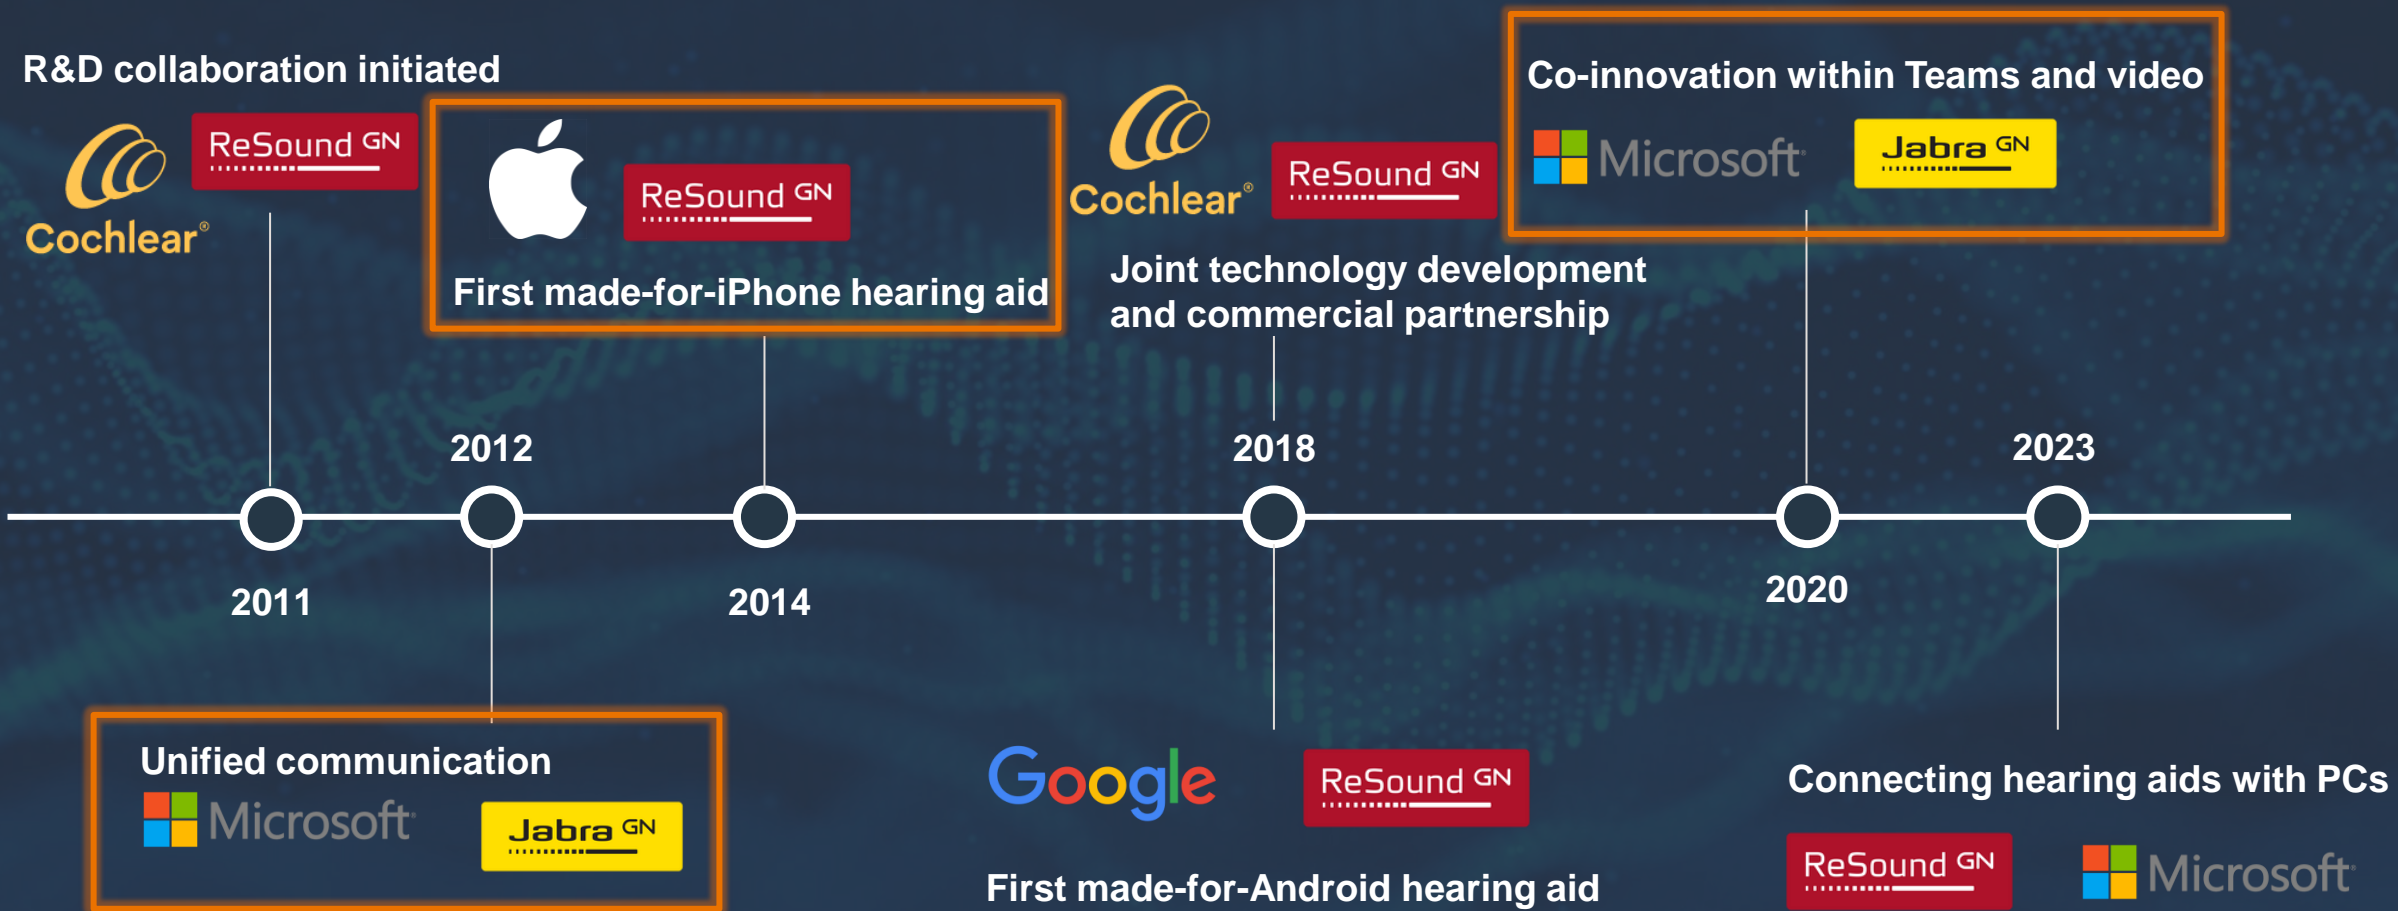 R&D collaboration initiated
Cochlear®
ReSound GN
ReSound GN
First made-for-iPhone hearing aid
Cochlear®
ReSound GN
Joint technology development
and commercial partnership
Co-innovation within Teams and video
Microsoft
Jabra GN
2012
2018
2023
2011
2014
2020
Unified communication
Microsoft
Jabra GN
Google
ReSound GN
First made-for-Android hearing aid
Connecting hearing aids with PCs
ReSound GN
Microsoft